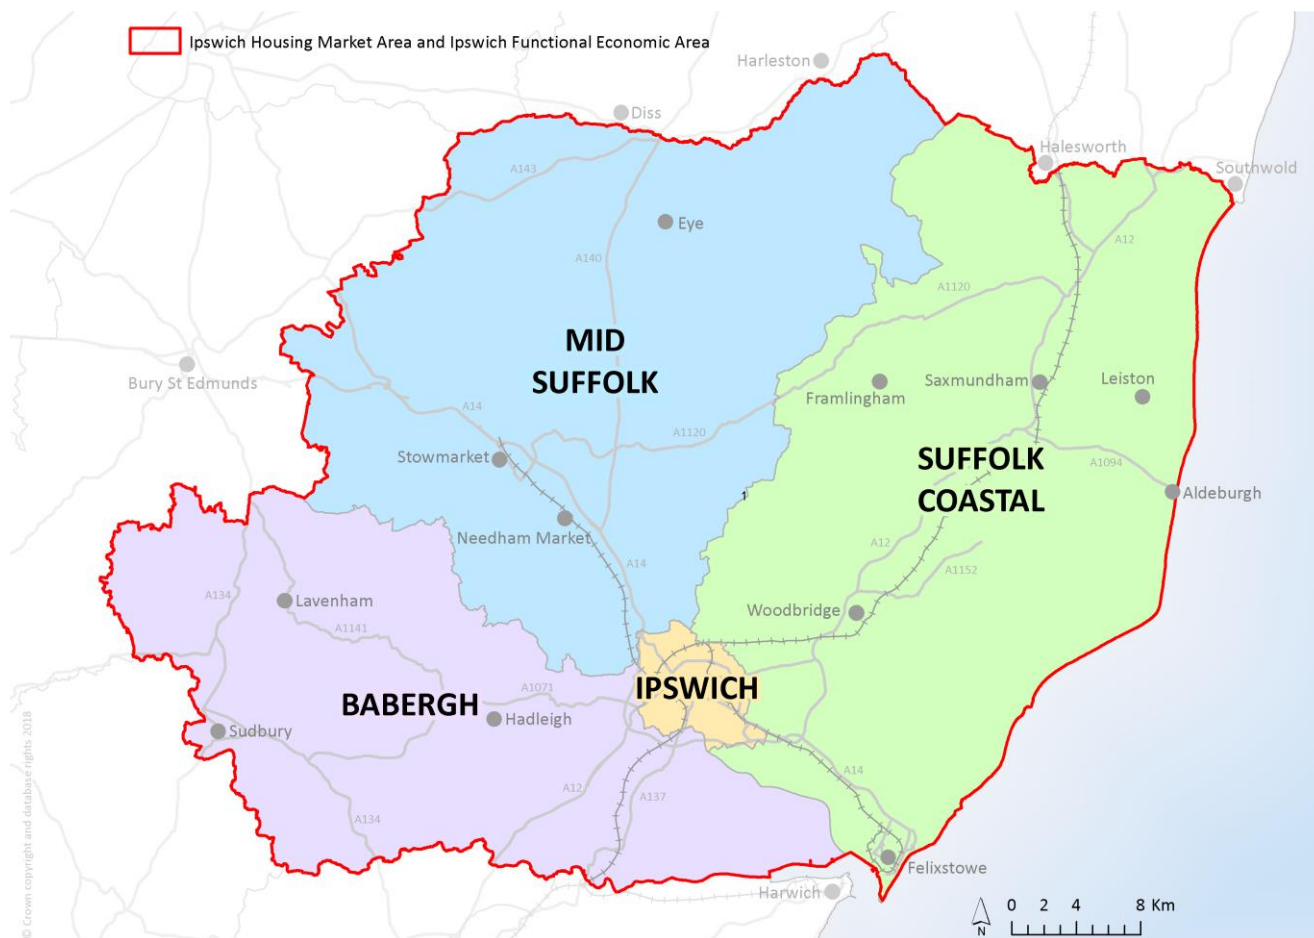 Ipswich Housing Market Area and Ipswich Functional Economic Area
Harleston
Diss
Halesworth
Southwold
A143
Eye
A12
A140
A1120
MID
SUFFOLK
Bury St Edmunds
Framlingham
Saxmundham
Leiston
A14
A1120
Stowmarket
SUFFOLK
COASTAL
A1094
Aldeburgh
1
Needham Market
A12
A14
A1152
A134
Lavenham
Woodbridge
A1141
IPSWICH
BABERGH
A1071
Hadleigh
Sudbury
A14
A12
A137
A134
Felixstowe
Harwich
0 2 4 8 Km
N
© Crown copyright and database rights 2018